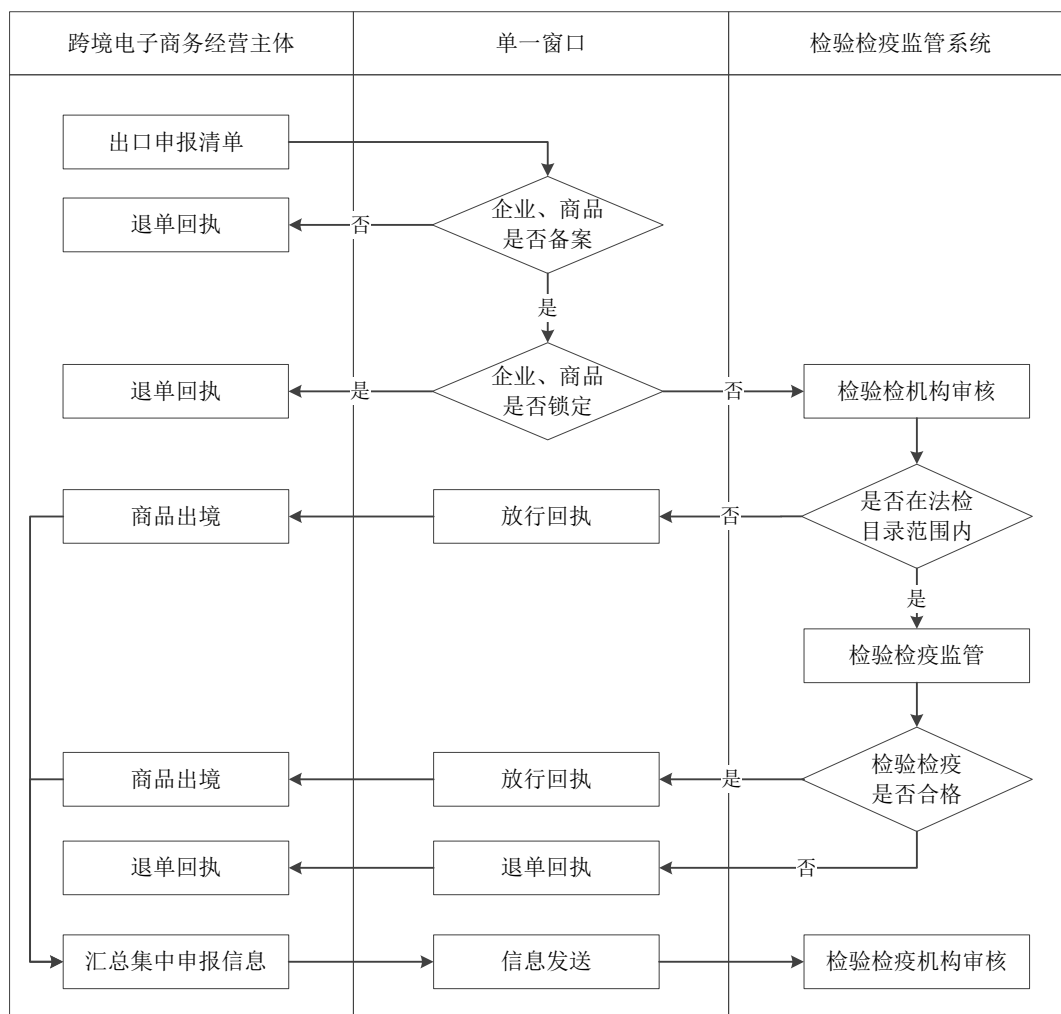 跨境电子商务经营主体
单一窗口
检验检疫监管系统
出口申报清单
企业、商品
是否备案
否
退单回执
是
企业、商品
是否锁定
是
退单回执
否
检验检机构审核
是否在法检
目录范围内
否
放行回执
商品出境
是
检验检疫监管
检验检疫
是否合格
是
放行回执
商品出境
否
退单回执
退单回执
汇总集中申报信息
信息发送
检验检疫机构审核